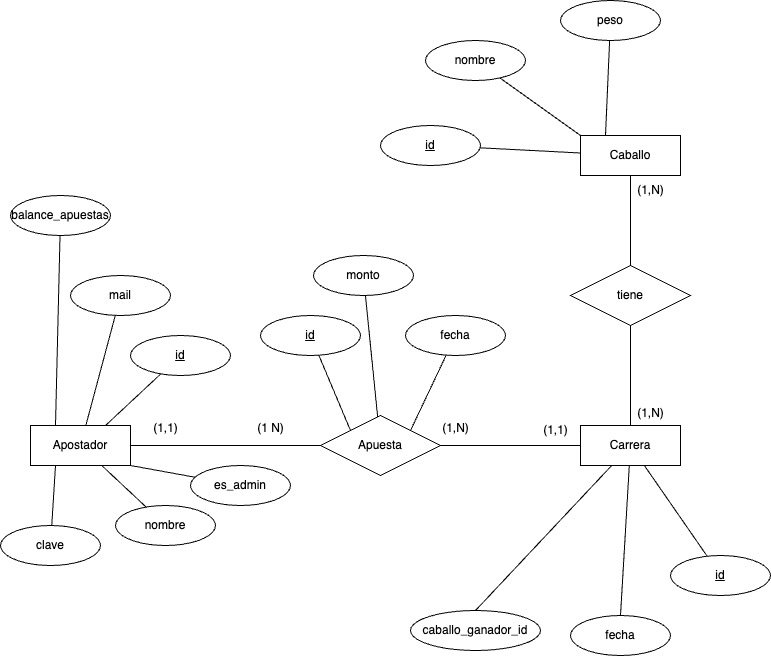 peso
nombre
id
Caballo
(1,N)
balance_apuestas
mail
monto
tiene
id
id
fecha
(1,1)
(1 N)
(1,N)
(1,1)
(1,N)
Apostador
Apuesta
Carrera
es_admin
nombre
clave
id
caballo_ganador_id
fecha